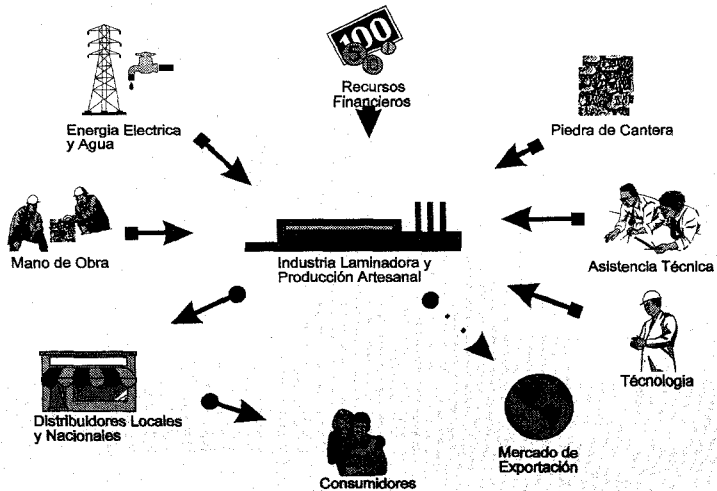 100
Recursos
Financieros
Energia Electrica
y Agua
Piedra de Cantera
Mano de Obra
Industria Laminadora y
Producción Artesanal
Asistencia Técnica
Técnologia
Distribuidores Locales
y Nacionales
Mercado de
Exportación
Consumidores